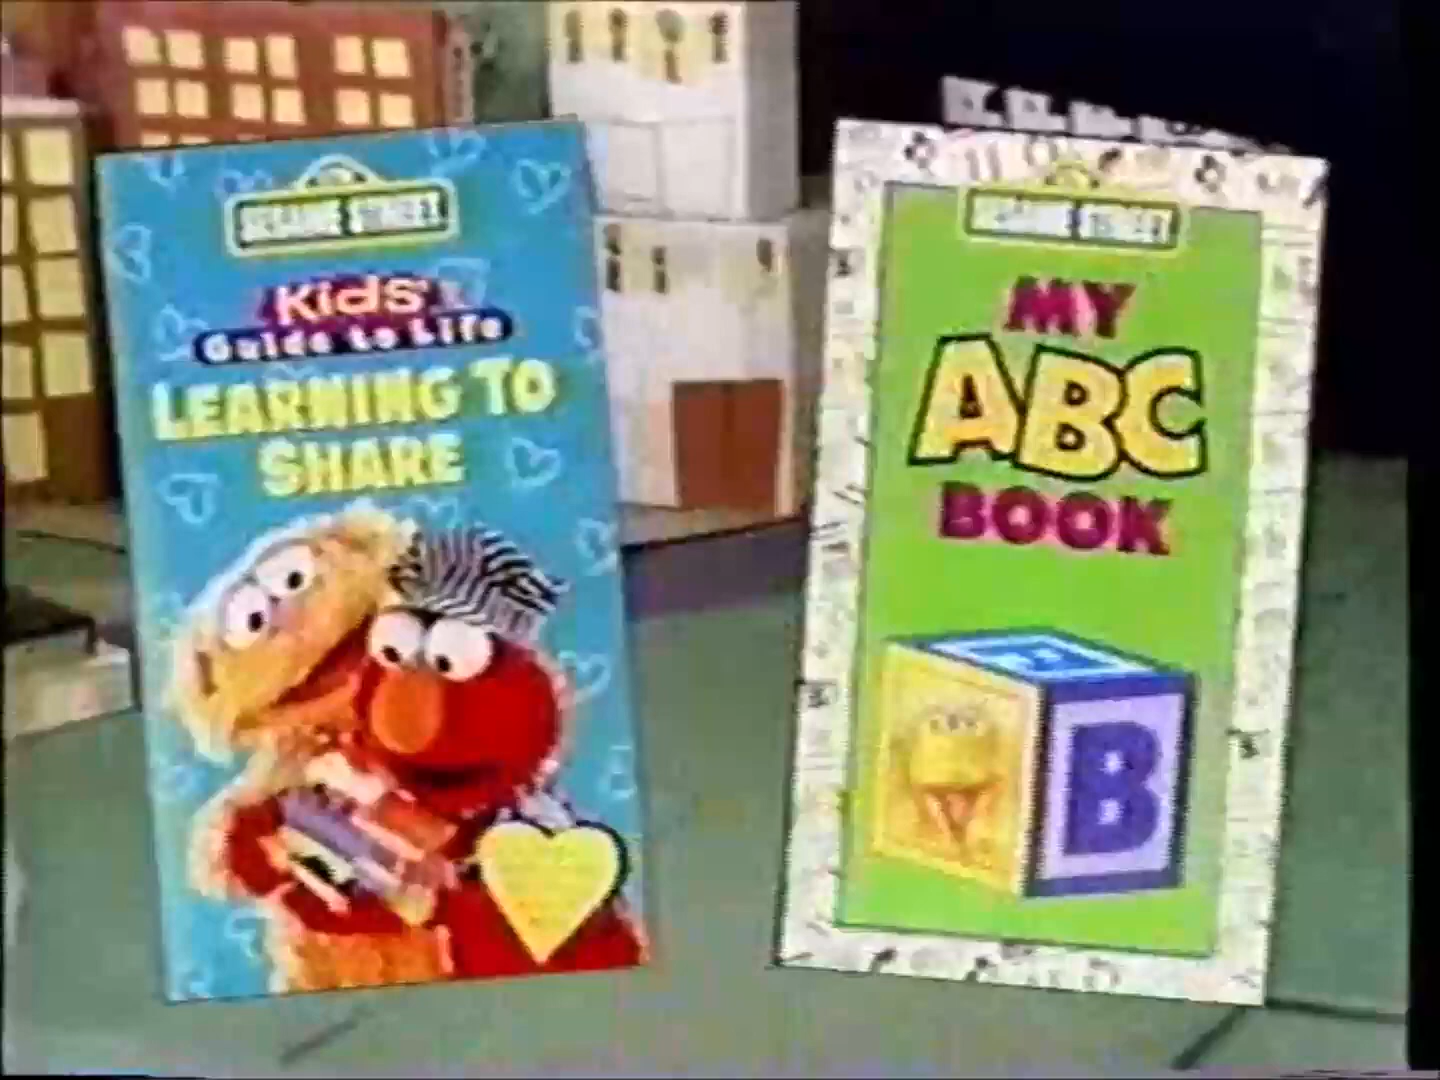 SESAME STREET
Kids'
Guide to Life
LEARNING TO
SHARE
SESAME STREET
MY
ABC
BOOK
B